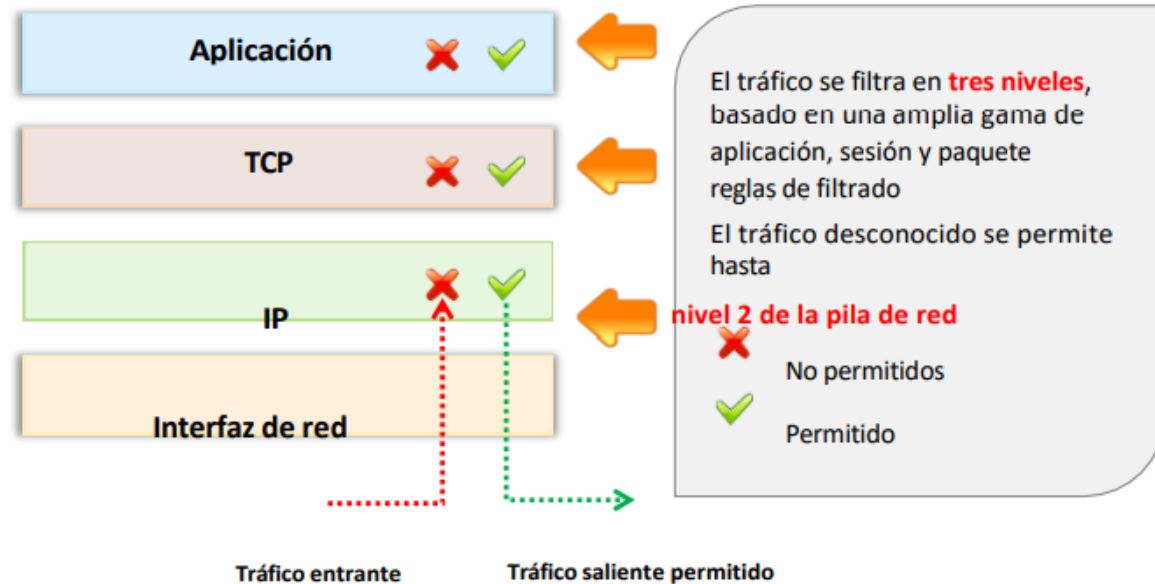 Aplicación
TCP
IP
Interfaz de red
Tráfico entrante
Tráfico saliente permitido
El tráfico se filtra en tres niveles,
basado en una amplia gama de
aplicación, sesión y paquete
reglas de filtrado
El tráfico desconocido se permite
hasta
nivel 2 de la pila de red
No permitidos
Permitido